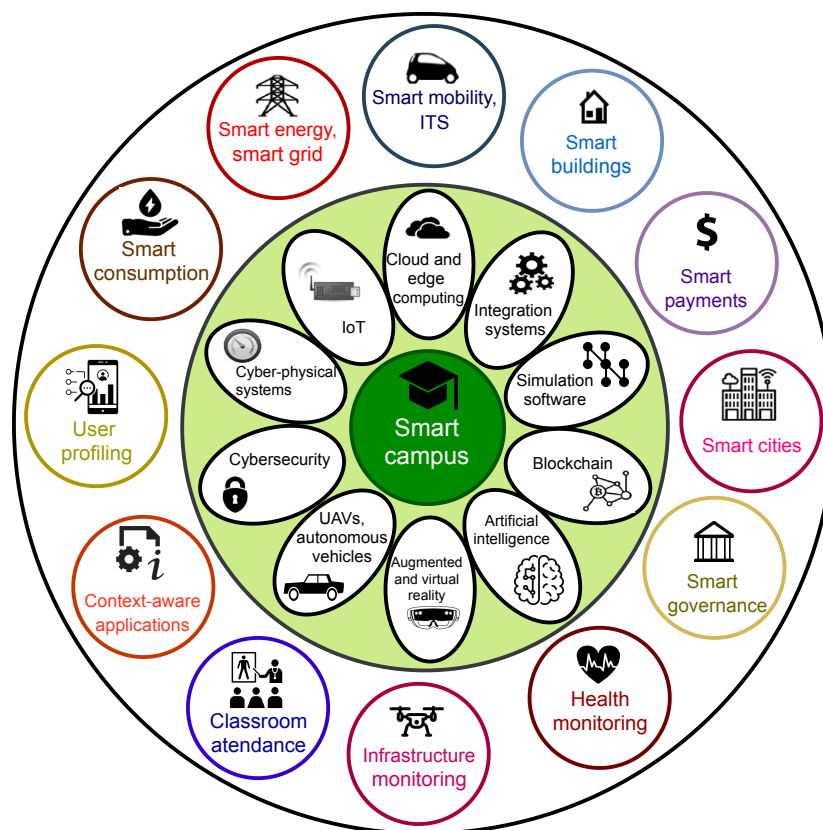 Smart mobility,
ITS
Smart
buildings
Smart
payments
Smart cities
Smart
governance
Health
monitoring
Infrastructure
monitoring
Classroom
atendance
Context-aware
applications
User
profiling
Smart
consumption
Smart energy,
smart grid
Cloud and
edge
computing
Integration
systems
Simulation
software
Blockchain
B
Artificial
intelligence
Augmented
and virtual
reality
UAVs,
autonomous
vehicles
Cybersecurity
Cyber-physical
systems
IoT
Smart
campus
$
i